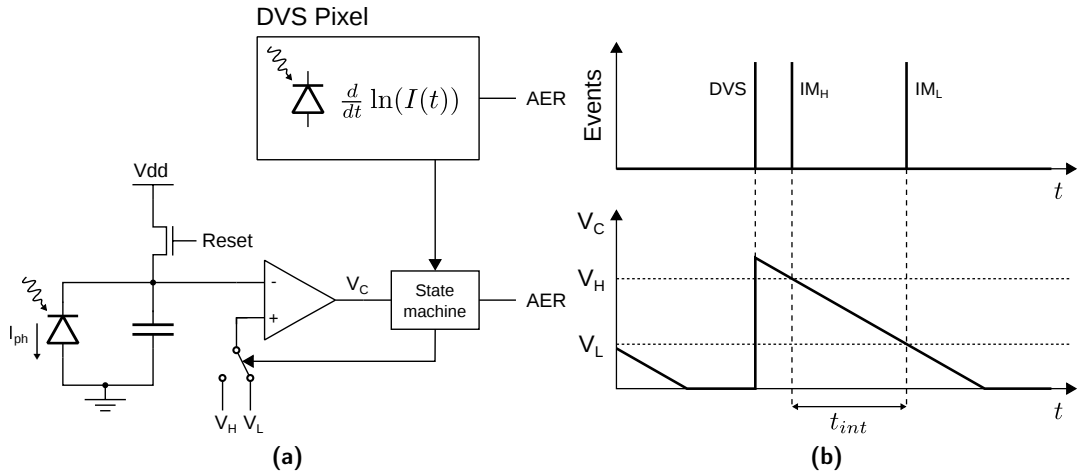 DVS Pixel
d/dt ln(I(t))
AER
Vdd
Reset
-
+
V_C
State
machine
AER
I_ph
V_H V_L
(a)
Events
DVS
IM_H
IM_L
t
V_C
V_H
V_L
t
t_int
(b)